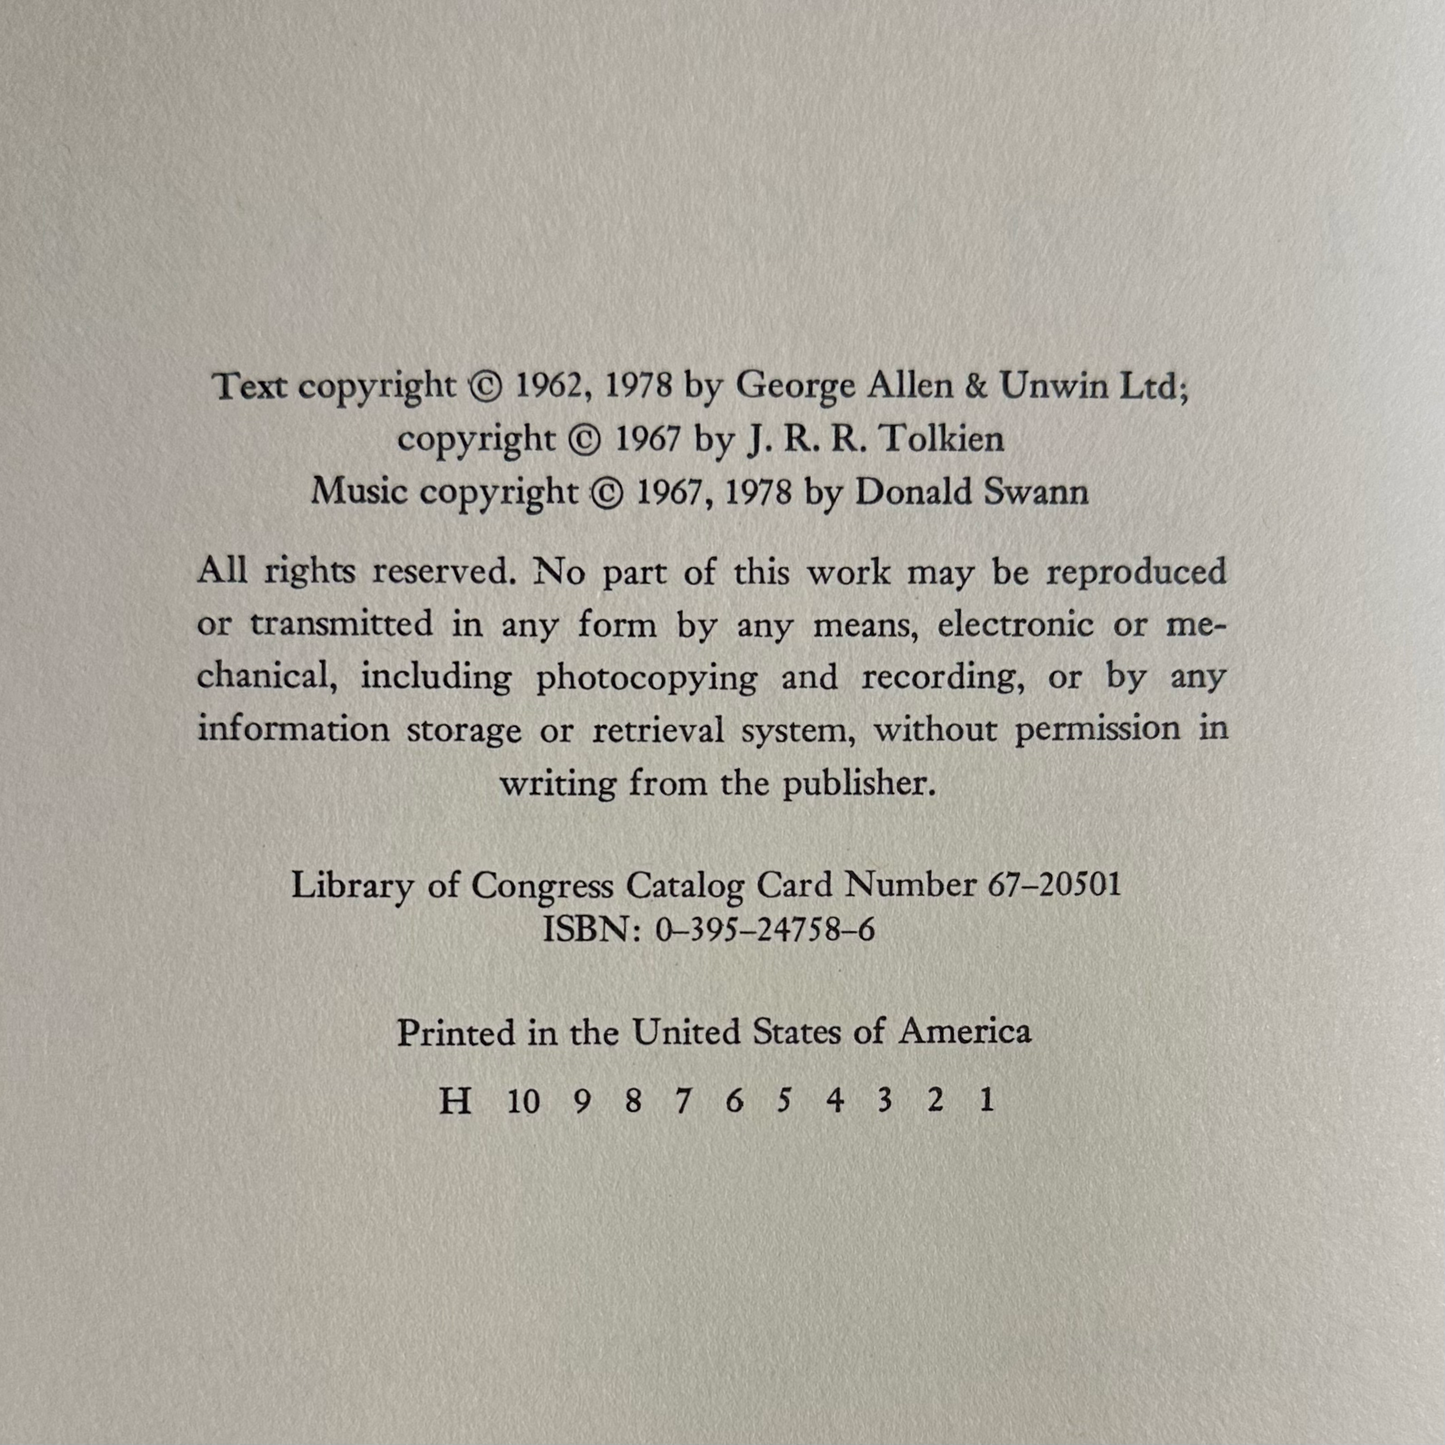 Text copyright © 1962, 1978 by George Allen & Unwin Ltd;
copyright © 1967 by J. R. R. Tolkien
Music copyright © 1967, 1978 by Donald Swann
All rights reserved. No part of this work may be reproduced
or transmitted in any form by any means, electronic or me-
chanical, including photocopying and recording, or by any
information storage or retrieval system, without permission in
writing from the publisher.
Library of Congress Catalog Card Number 67–20501
ISBN: 0–395–24758–6
Printed in the United States of America
H 10 9 8 7 6 5 4 3 2 1